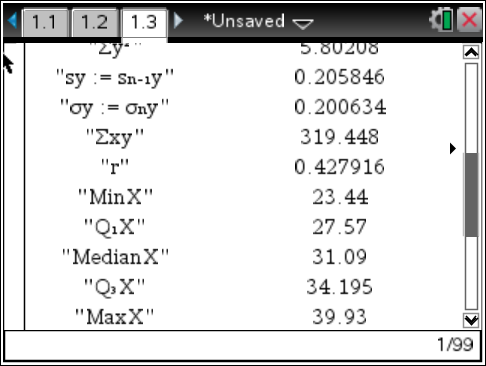 1.1 1.2 1.3 *Unsaved
"Σy²" 5.80208
"sy := sₙ₋₁y" 0.205846
"σy := σₙy" 0.200634
"Σxy" 319.448
"r" 0.427916
"MinX" 23.44
"Q₁X" 27.57
"MedianX" 31.09
"Q₃X" 34.195
"MaxX" 39.93
1/99